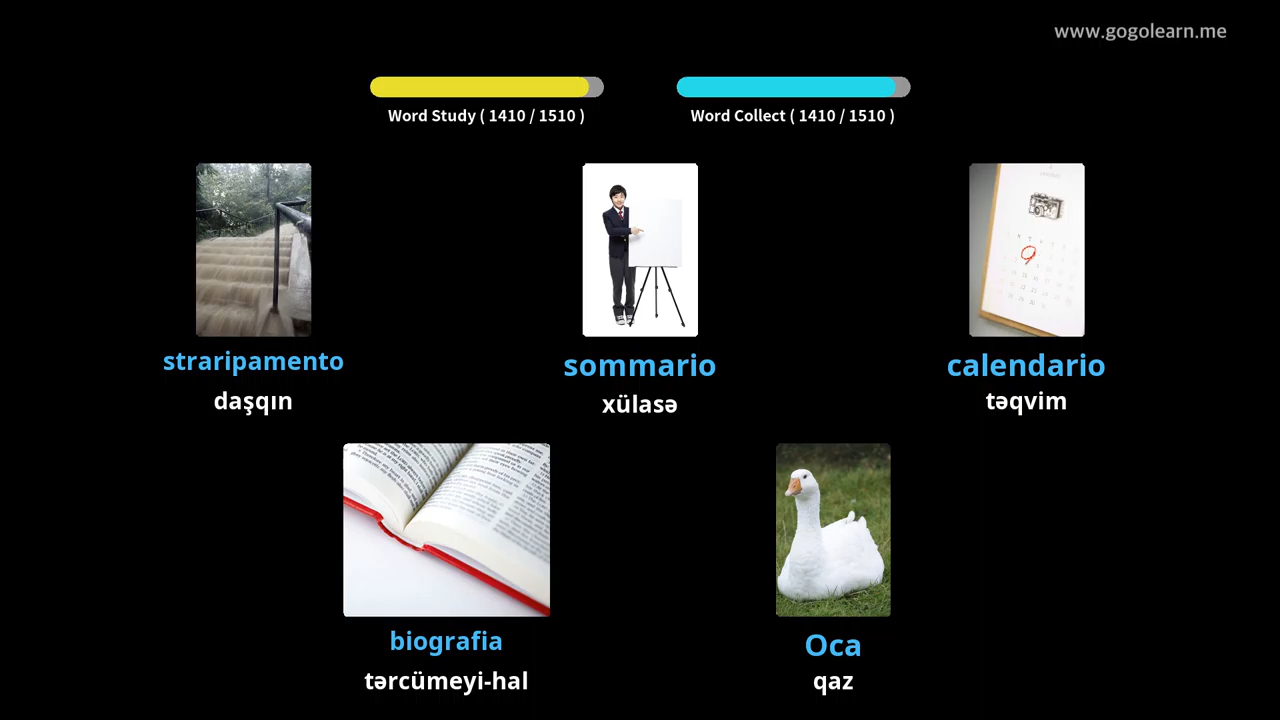 www.gogolearn.me
Word Study ( 1410 / 1510 )
Word Collect ( 1410 / 1510 )
straripamento
daşqın
sommario
xülasə
calendario
təqvim
biografia
tərcümeyi-hal
Oca
qaz